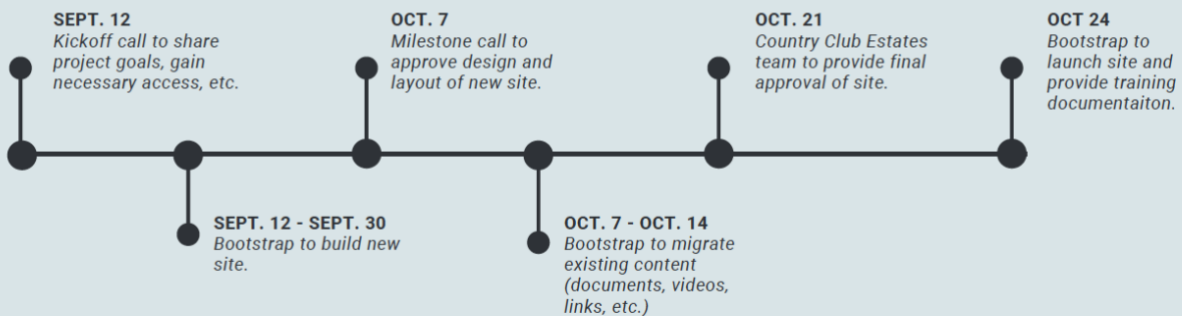 SEPT. 12
Kickoff call to share
project goals, gain
necessary access, etc.
SEPT. 12 - SEPT. 30
Bootstrap to build new
site.
OCT. 7
Milestone call to
approve design and
layout of new site.
OCT. 7 - OCT. 14
Bootstrap to migrate
existing content
(documents, videos,
links, etc.)
OCT. 21
Country Club Estates
team to provide final
approval of site.
OCT 24
Bootstrap to
launch site and
provide training
documentaiton.